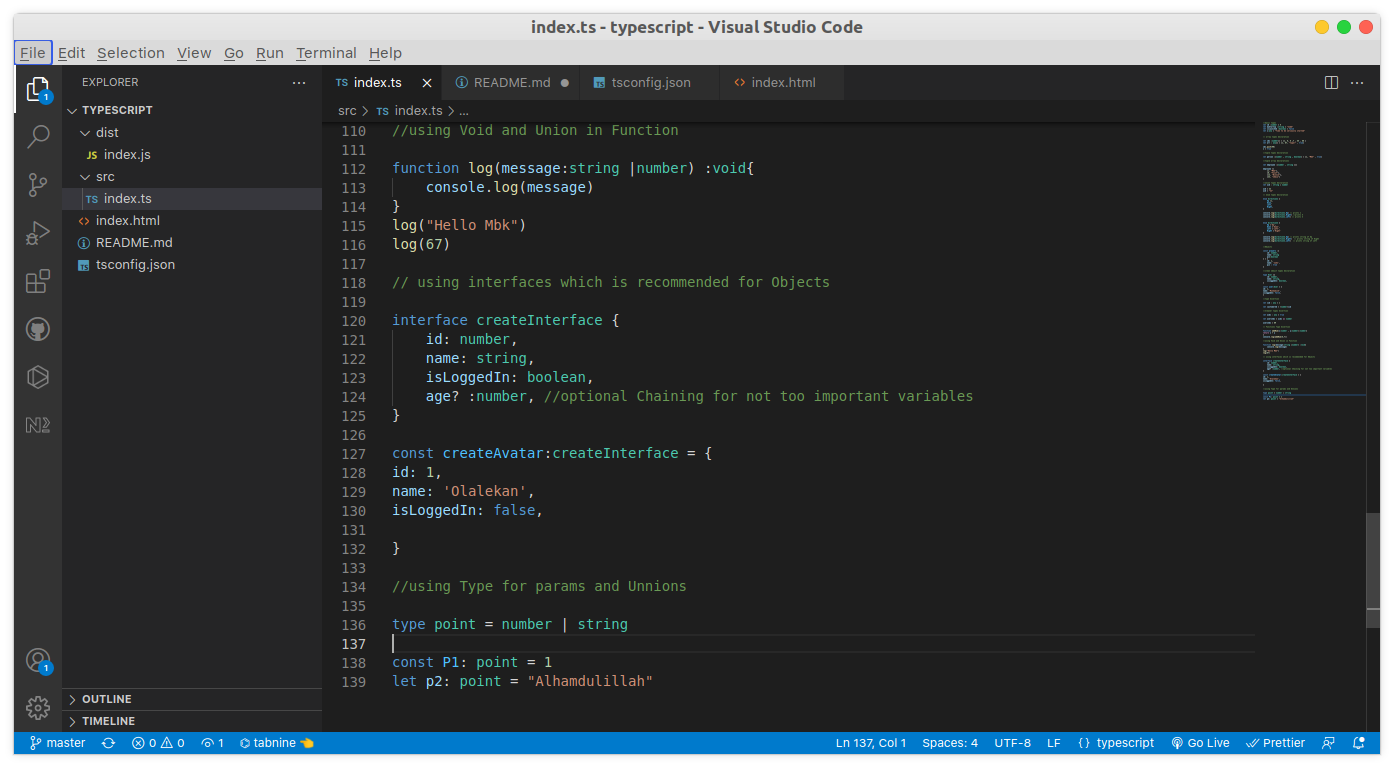 index.ts - typescript - Visual Studio Code
File Edit Selection View Go Run Terminal Help
EXPLORER
TYPESCRIPT
dist
JS index.js
src
TS index.ts
index.html
README.md
TS tsconfig.json
OUTLINE
TIMELINE
1
1
TS index.ts README.md TS tsconfig.json index.html
src > TS index.ts > ...
110 //using Void and Union in Function
111
112 function log(message:string |number) :void{
113     console.log(message)
114 }
115 log("Hello Mbk")
116 log(67)
117
118 // using interfaces which is recommended for Objects
119
120 interface createInterface {
121     id: number,
122     name: string,
123     isLoggedIn: boolean,
124     age? :number, //optional Chaining for not too important variables
125 }
126
127 const createAvatar:createInterface = {
128 id: 1,
129 name: 'Olalekan',
130 isLoggedIn: false,
131
132 }
133
134 //using Type for params and Unnions
135
136 type point = number | string
137
138 const P1: point = 1
139 let p2: point = "Alhamdulillah"
master 0 0 1 tabnine Ln 137, Col 1 Spaces: 4 UTF-8 LF {} typescript Go Live Prettier